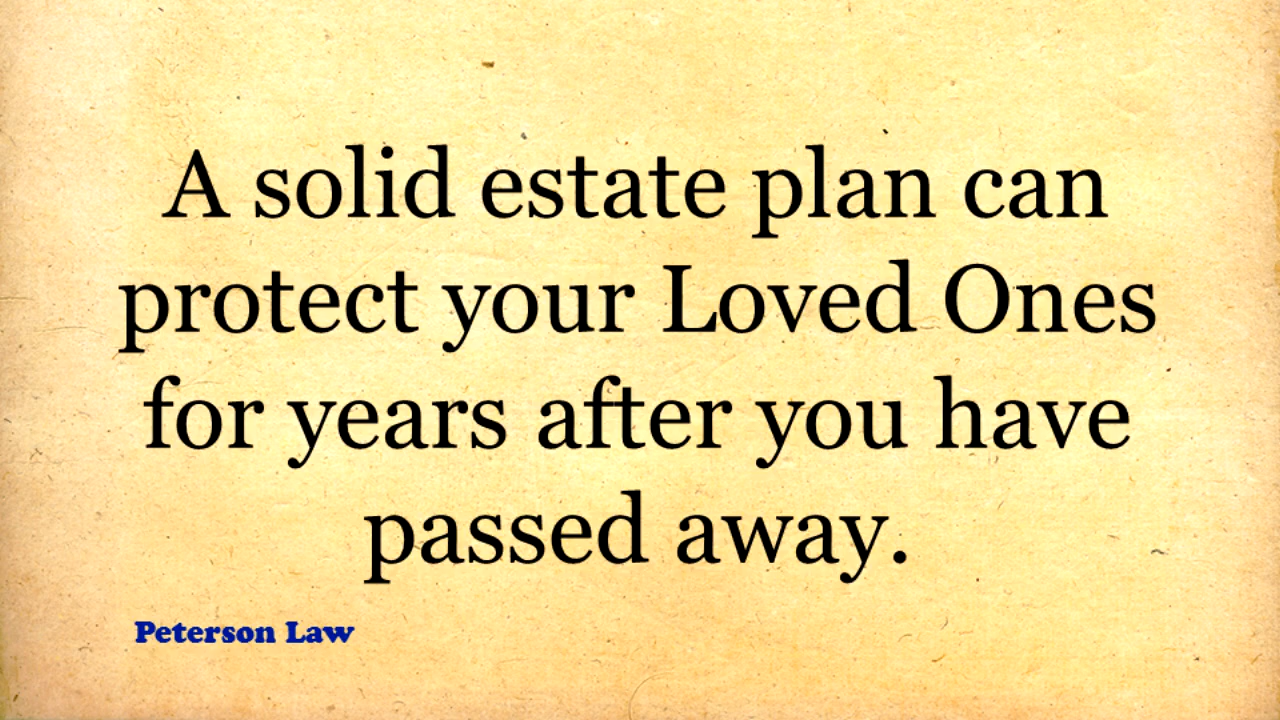 A solid estate plan can
protect your Loved Ones
for years after you have
passed away.
Peterson Law